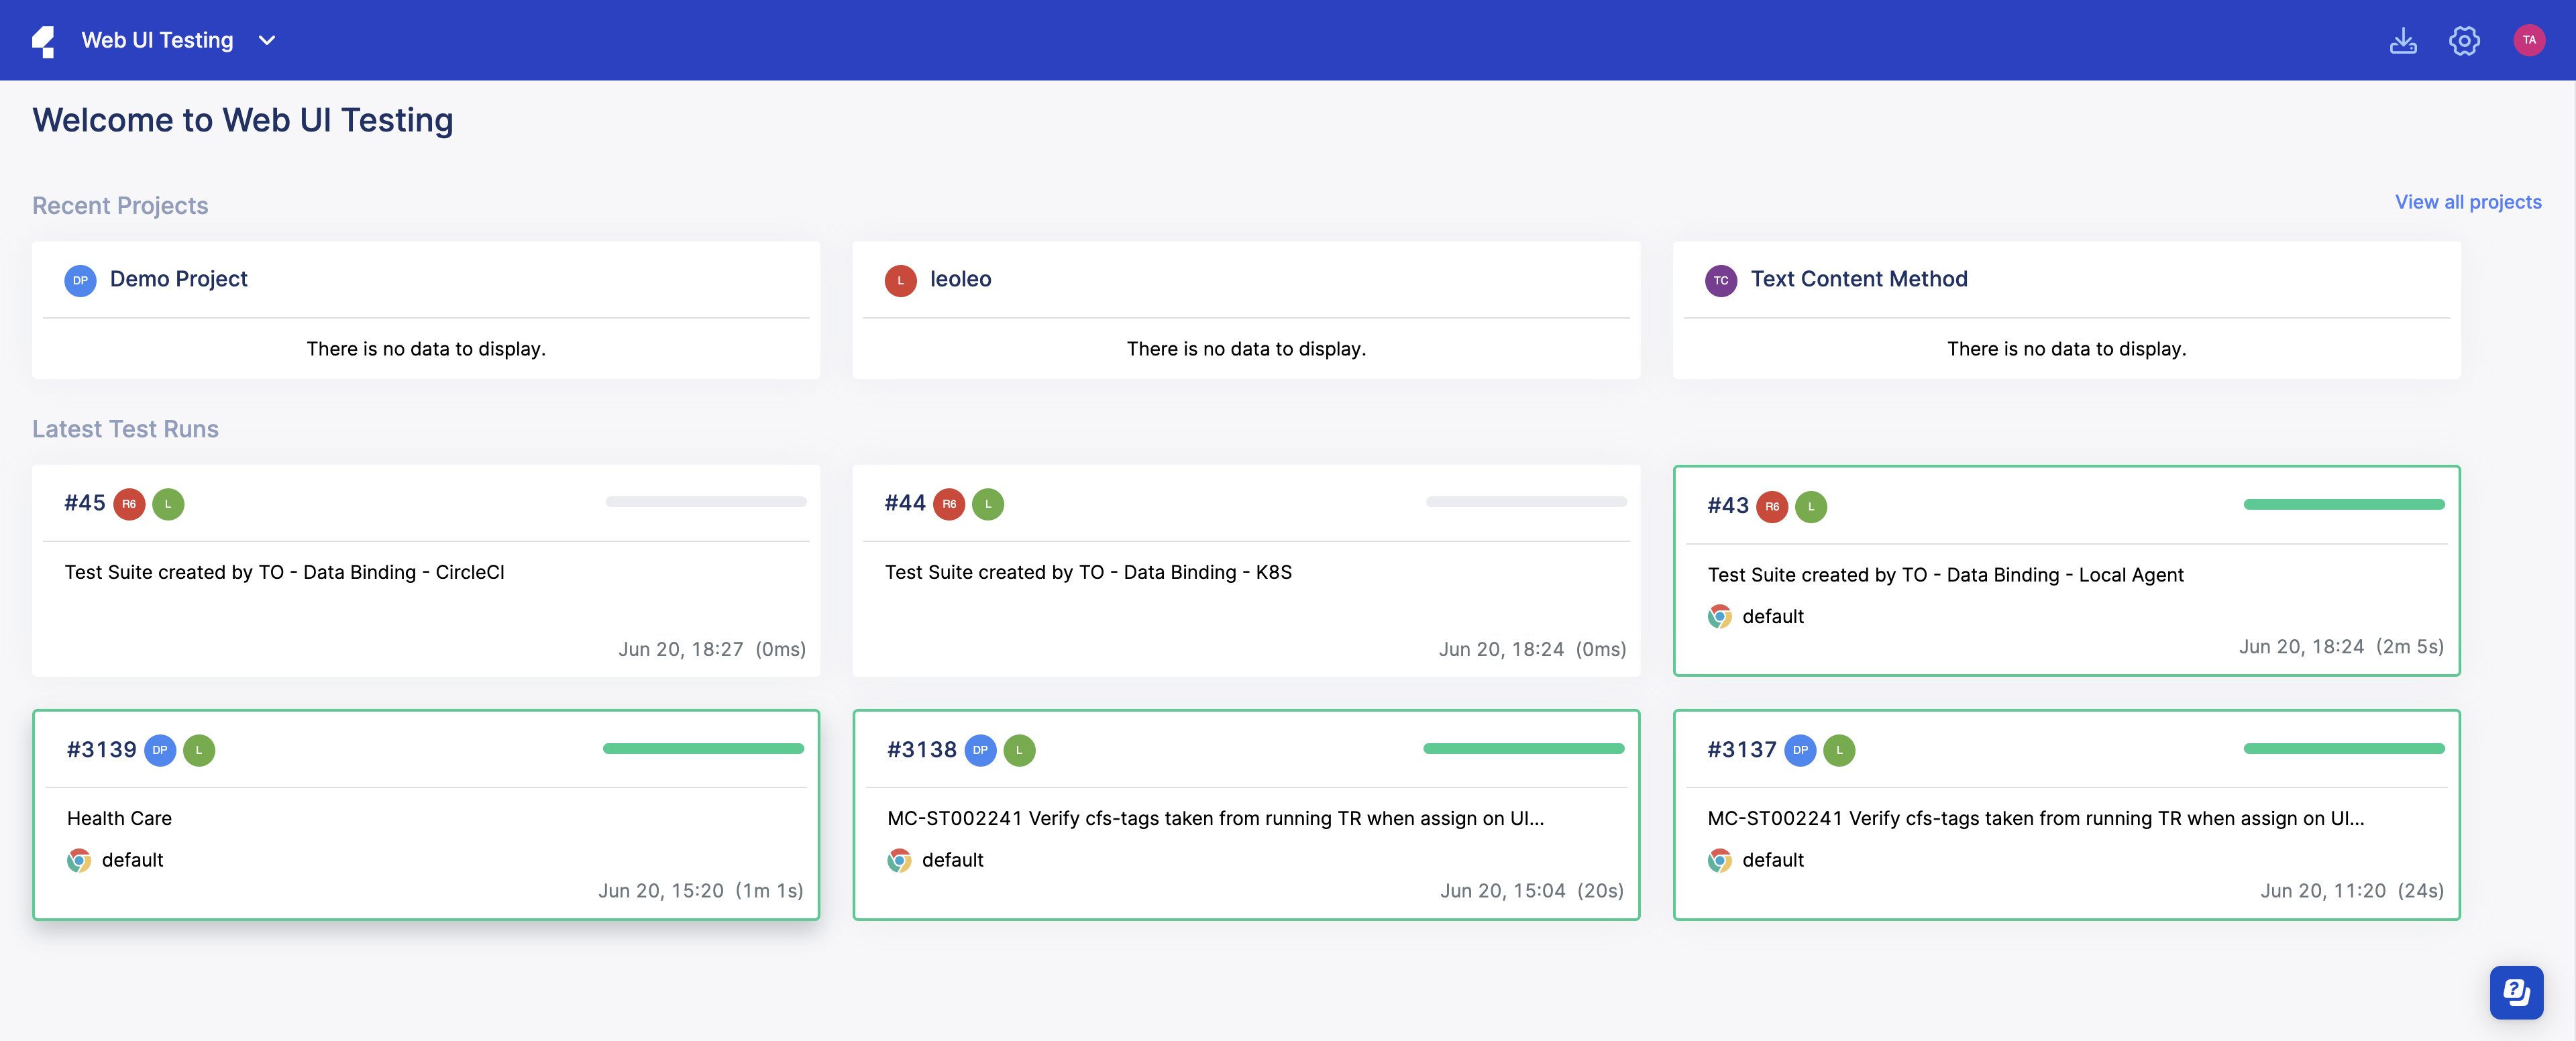 Web UI Testing
TA
Welcome to Web UI Testing
Recent Projects
View all projects
DP Demo Project
There is no data to display.
L leoleo
There is no data to display.
TC Text Content Method
There is no data to display.
Latest Test Runs
#45 R6 L
Test Suite created by TO - Data Binding - CircleCI
Jun 20, 18:27 (0ms)
#44 R6 L
Test Suite created by TO - Data Binding - K8S
Jun 20, 18:24 (0ms)
#43 R6 L
Test Suite created by TO - Data Binding - Local Agent
default
Jun 20, 18:24 (2m 5s)
#3139 DP L
Health Care
default
Jun 20, 15:20 (1m 1s)
#3138 DP L
MC-ST002241 Verify cfs-tags taken from running TR when assign on UI...
default
Jun 20, 15:04 (20s)
#3137 DP L
MC-ST002241 Verify cfs-tags taken from running TR when assign on UI...
default
Jun 20, 11:20 (24s)
?